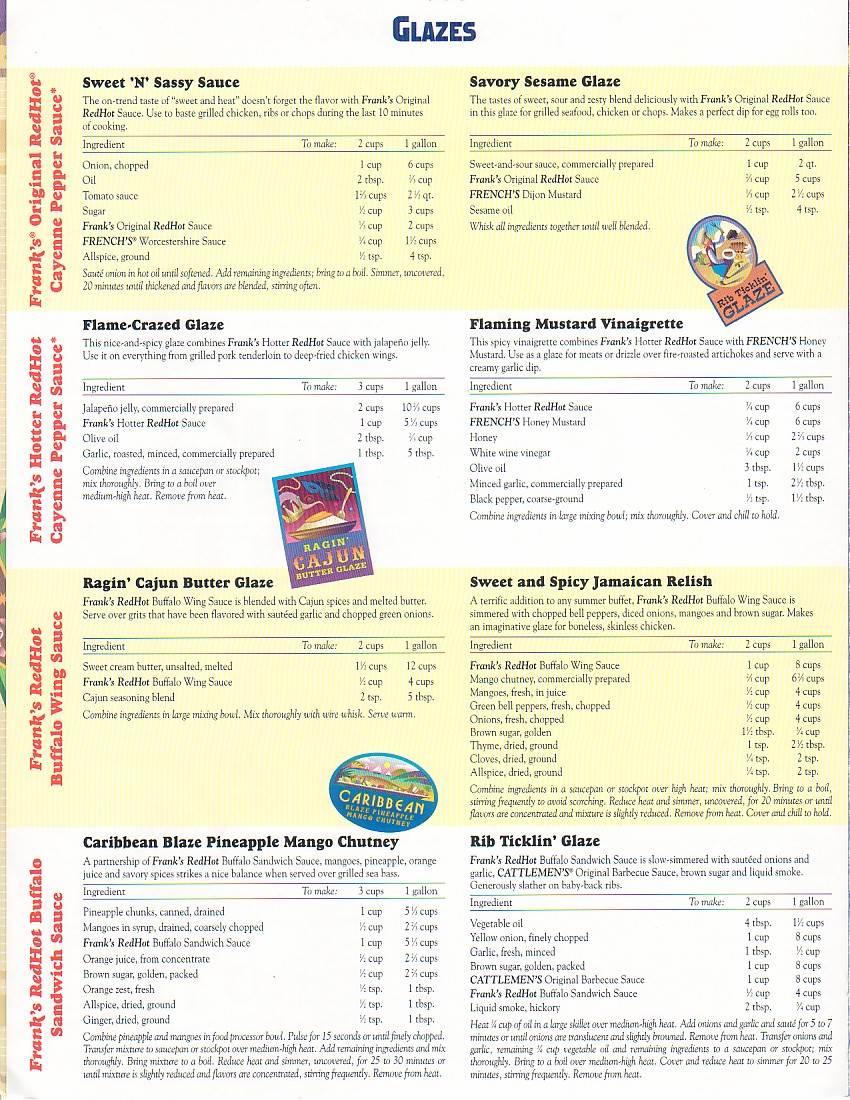 GLAZES
Frank's® Original RedHot®
Cayenne Pepper Sauce*
Sweet 'N' Sassy Sauce
The on-trend taste of "sweet and heat" doesn't forget the flavor with Frank's Original
RedHot Sauce. Use to baste grilled chicken, ribs or chops during the last 10 minutes
of cooking.
Ingredient To make: 2 cups 1 gallon
Onion, chopped 1 cup 6 cups
Oil 2 tbsp. cup
Tomato sauce cups 2½ qt.
Sugar ½ cup 3 cups
Frank's Original RedHot Sauce cup 2 cups
FRENCH'S® Worcestershire Sauce ¼ cup 1½ cups
Allspice, ground ½ tsp. 4 tsp.
Sauté onion in hot oil until softened. Add remaining ingredients; bring to a boil. Simmer, uncovered,
20 minutes until thickened and flavors are blended, stirring often.
Savory Sesame Glaze
The tastes of sweet, sour and zesty blend deliciously with Frank's Original RedHot Sauce
in this glaze for grilled seafood, chicken or chops. Makes a perfect dip for egg rolls too.
Ingredient To make: 2 cups 1 gallon
Sweet-and-sour sauce, commercially prepared 1 cup 2 qt.
Frank's Original RedHot Sauce cup 5 cups
FRENCH'S Dijon Mustard cup 2½ cups
Sesame oil ½ tsp. 4 tsp.
Whisk all ingredients together until well blended.
Rib Ticklin'
GLAZE
Frank's Hotter RedHot
Cayenne Pepper Sauce*
Flame-Crazed Glaze
This nice-and-spicy glaze combines Frank's Hotter RedHot Sauce with jalapeño jelly.
Use it on everything from grilled pork tenderloin to deep-fried chicken wings.
Ingredient To make: 3 cups 1 gallon
Jalapeño jelly, commercially prepared 2 cups 10⅔ cups
Frank's Hotter RedHot Sauce 1 cup 5⅓ cups
Olive oil 2 tbsp. cup
Garlic, roasted, minced, commercially prepared 1 tbsp. 5 tbsp.
Combine ingredients in a saucepan or stockpot;
mix thoroughly. Bring to a boil over
medium-high heat. Remove from heat.
RAGIN'
CAJUN
BUTTER GLAZE
Flaming Mustard Vinaigrette
This spicy vinaigrette combines Frank's Hotter RedHot Sauce with FRENCH'S Honey
Mustard. Use as a glaze for meats or drizzle over fire-roasted artichokes and serve with a
creamy garlic dip.
Ingredient To make: 2 cups 1 gallon
Frank's Hotter RedHot Sauce ¾ cup 6 cups
FRENCH'S Honey Mustard ¾ cup 6 cups
Honey ⅓ cup 2⅔ cups
White wine vinegar ¼ cup 2 cups
Olive oil 3 tbsp. 1½ cups
Minced garlic, commercially prepared 1 tsp. 2½ tbsp.
Black pepper, coarse-ground ½ tsp. 1½ tbsp.
Combine ingredients in large mixing bowl; mix thoroughly. Cover and chill to hold.
Frank's RedHot
Buffalo Wing Sauce
Ragin' Cajun Butter Glaze
Frank's RedHot Buffalo Wing Sauce is blended with Cajun spices and melted butter.
Serve over grits that have been flavored with sautéed garlic and chopped green onions.
Ingredient To make: 2 cups 1 gallon
Sweet cream butter, unsalted, melted 1½ cups 12 cups
Frank's RedHot Buffalo Wing Sauce ½ cup 4 cups
Cajun seasoning blend 2 tsp. 5 tbsp.
Combine ingredients in large mixing bowl. Mix thoroughly with wire whisk. Serve warm.
CARIBBEAN
BLAZE PINEAPPLE
MANGO CHUTNEY
Sweet and Spicy Jamaican Relish
A terrific addition to any summer buffet, Frank's RedHot Buffalo Wing Sauce is
simmered with chopped bell peppers, diced onions, mangoes and brown sugar. Makes
an imaginative glaze for boneless, skinless chicken.
Ingredient To make: 2 cups 1 gallon
Frank's RedHot Buffalo Wing Sauce 1 cup 8 cups
Mango chutney, commercially prepared cup cups
Mangoes, fresh, in juice ½ cup 4 cups
Green bell peppers, fresh, chopped ½ cup 4 cups
Onions, fresh, chopped ½ cup 4 cups
Brown sugar, golden 1½ tbsp. ¾ cup
Thyme, dried, ground 1 tsp. 2½ tbsp.
Cloves, dried, ground ¼ tsp. 2 tsp.
Allspice, dried, ground ¼ tsp. 2 tsp.
Combine ingredients in a saucepan or stockpot over high heat; mix thoroughly. Bring to a boil,
stirring frequently to avoid scorching. Reduce heat and simmer, uncovered, for 20 minutes or until
flavors are concentrated and mixture is slightly reduced. Remove from heat. Cover and chill to hold.
Frank's RedHot Buffalo
Sandwich Sauce
Caribbean Blaze Pineapple Mango Chutney
A partnership of Frank's RedHot Buffalo Sandwich Sauce, mangoes, pineapple, orange
juice and savory spices strikes a nice balance when served over grilled sea bass.
Ingredient To make: 3 cups 1 gallon
Pineapple chunks, canned, drained 1 cup 5⅓ cups
Mangoes in syrup, drained, coarsely chopped ½ cup 2⅔ cups
Frank's RedHot Buffalo Sandwich Sauce 1 cup 5⅓ cups
Orange juice, from concentrate ½ cup 2⅔ cups
Brown sugar, golden, packed ½ cup 2⅔ cups
Orange zest, fresh ½ tsp. 1 tbsp.
Allspice, dried, ground ½ tsp. 1 tbsp.
Ginger, dried, ground ½ tsp. 1 tbsp.
Combine pineapple and mangoes in food processor bowl. Pulse for 15 seconds or until finely chopped.
Transfer mixture to saucepan or stockpot over medium-high heat. Add remaining ingredients and mix
thoroughly. Bring mixture to a boil. Reduce heat and simmer, uncovered, for 25 to 30 minutes or
until mixture is slightly reduced and flavors are concentrated, stirring frequently. Remove from heat.
Rib Ticklin' Glaze
Frank's RedHot Buffalo Sandwich Sauce is slow-simmered with sautéed onions and
garlic, CATTLEMEN'S® Original Barbecue Sauce, brown sugar and liquid smoke.
Generously slather on baby-back ribs.
Ingredient To make: 2 cups 1 gallon
Vegetable oil 4 tbsp. 1½ cups
Yellow onion, finely chopped 1 cup 8 cups
Garlic, fresh, minced 1 tbsp. ½ cup
Brown sugar, golden, packed 1 cup 8 cups
CATTLEMEN'S Original Barbecue Sauce 1 cup 8 cups
Frank's RedHot Buffalo Sandwich Sauce ½ cup 4 cups
Liquid smoke, hickory 2 tbsp. ¾ cup
Heat ¼ cup of oil in a large skillet over medium-high heat. Add onions and garlic and sauté for 5 to 7
minutes or until onions are translucent and slightly browned. Remove from heat. Transfer onions and
garlic, remaining ¼ cup vegetable oil and remaining ingredients to a saucepan or stockpot; mix
thoroughly. Bring to a boil over medium-high heat. Cover and reduce heat to simmer for 20 to 25
minutes, stirring frequently. Remove from heat.